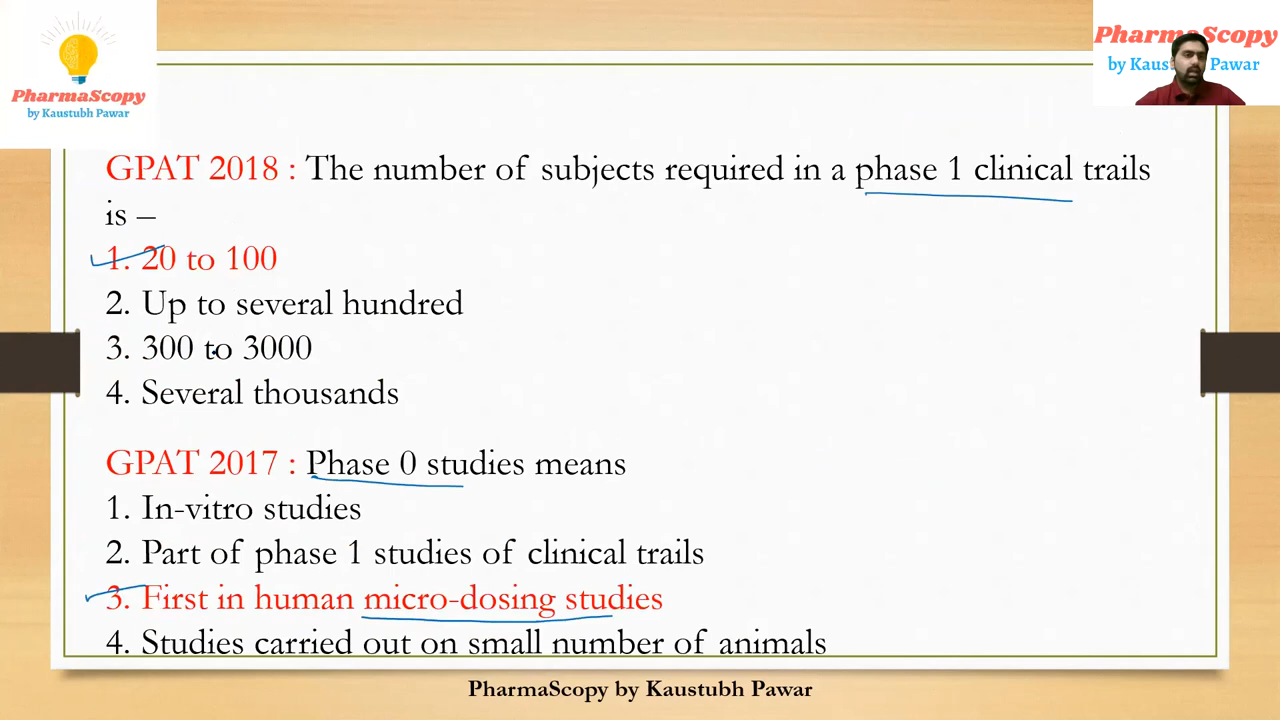 PharmaScopy
by Kaustubh Pawar
PharmaScopy
by Kaus Pawar
GPAT 2018 : The number of subjects required in a phase 1 clinical trails
is –
1. 20 to 100
2. Up to several hundred
3. 300 to 3000
4. Several thousands
GPAT 2017 : Phase 0 studies means
1. In-vitro studies
2. Part of phase 1 studies of clinical trails
3. First in human micro-dosing studies
4. Studies carried out on small number of animals
PharmaScopy by Kaustubh Pawar